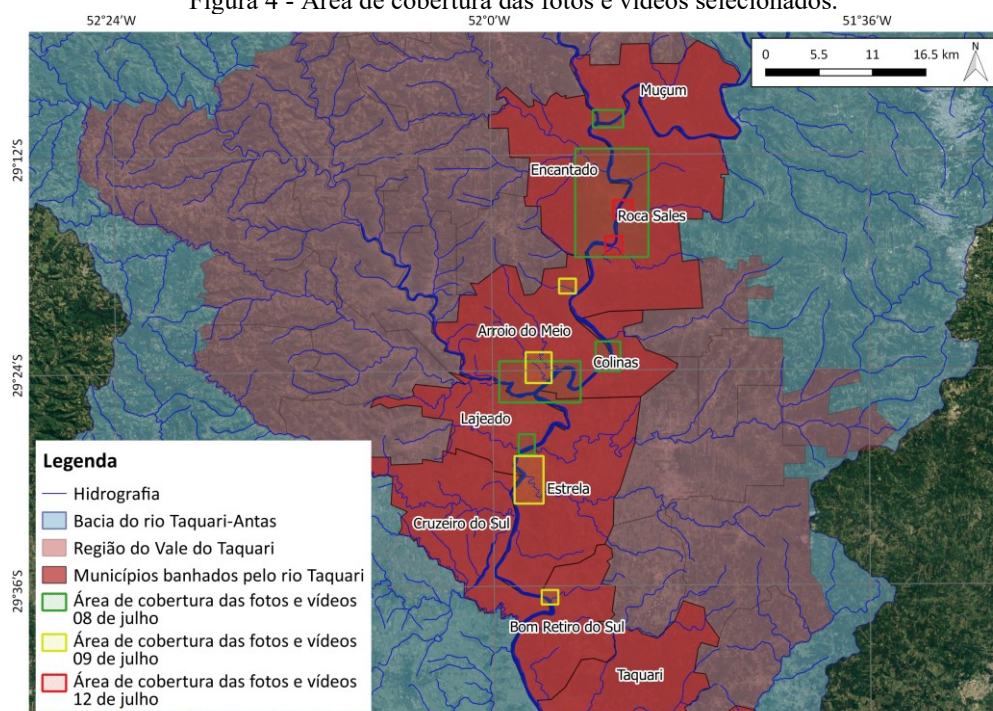 Figura 4 - Área de cobertura das fotos e vídeos selecionados.
52°24'W 52°0'W 51°36'W
0 5.5 11 16.5 km
N
Muçum
29°12'S
Encantado
Roca Sales
Arroio do Meio
Colinas
29°24'S
Lajeado
Estrela
Cruzeiro do Sul
29°36'S
Bom Retiro do Sul
Taquari
Legenda
Hidrografia
Bacia do rio Taquari-Antas
Região do Vale do Taquari
Municípios banhados pelo rio Taquari
Área de cobertura das fotos e vídeos
08 de julho
Área de cobertura das fotos e vídeos
09 de julho
Área de cobertura das fotos e vídeos
12 de julho